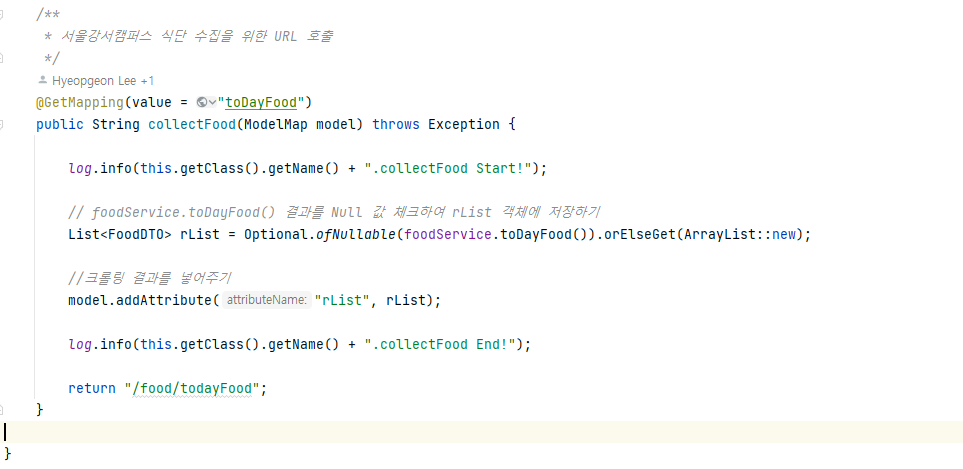 /**
 * 서울강서캠퍼스 식단 수집을 위한 URL 호출
 */
Hyeopgeon Lee +1
@GetMapping(value = "toDayFood")
public String collectFood(ModelMap model) throws Exception {
log.info(this.getClass().getName() + ".collectFood Start!");
// foodService.toDayFood() 결과를 Null 값 체크하여 rList 객체에 저장하기
List<FoodDTO> rList = Optional.ofNullable(foodService.toDayFood()).orElseGet(ArrayList::new);
//크롤링 결과를 넣어주기
model.addAttribute( attributeName: "rList", rList);
log.info(this.getClass().getName() + ".collectFood End!");
return "/food/todayFood";
}
}